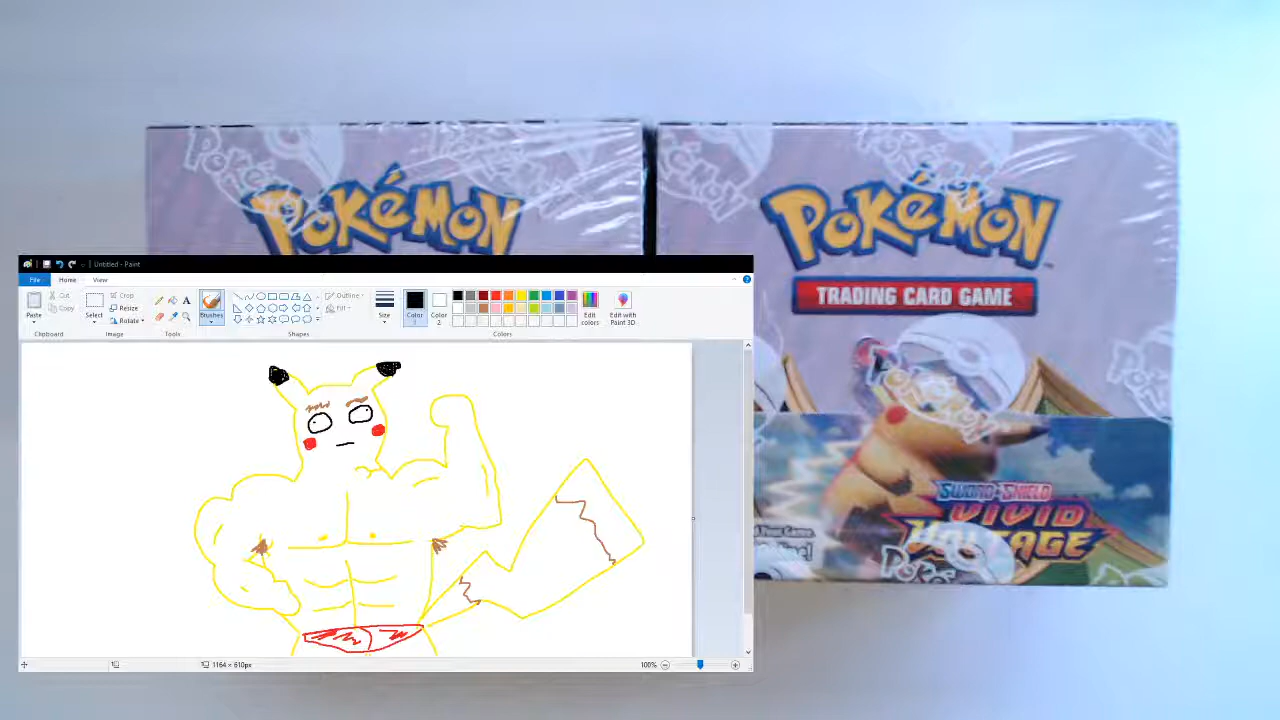 POKéMON
POKéMON
TRADING CARD GAME
SWORD & SHIELD
VIVID
VOLTAGE
Untitled - Paint
File
Home
View
Paste
Cut
Copy
Clipboard
Select
Crop
Resize
Rotate
Image
Tools
Brushes
Shapes
Outline
Fill
Size
Color
1
Color
2
Edit
colors
Edit with
Paint 3D
Colors
1164 × 610px
100%